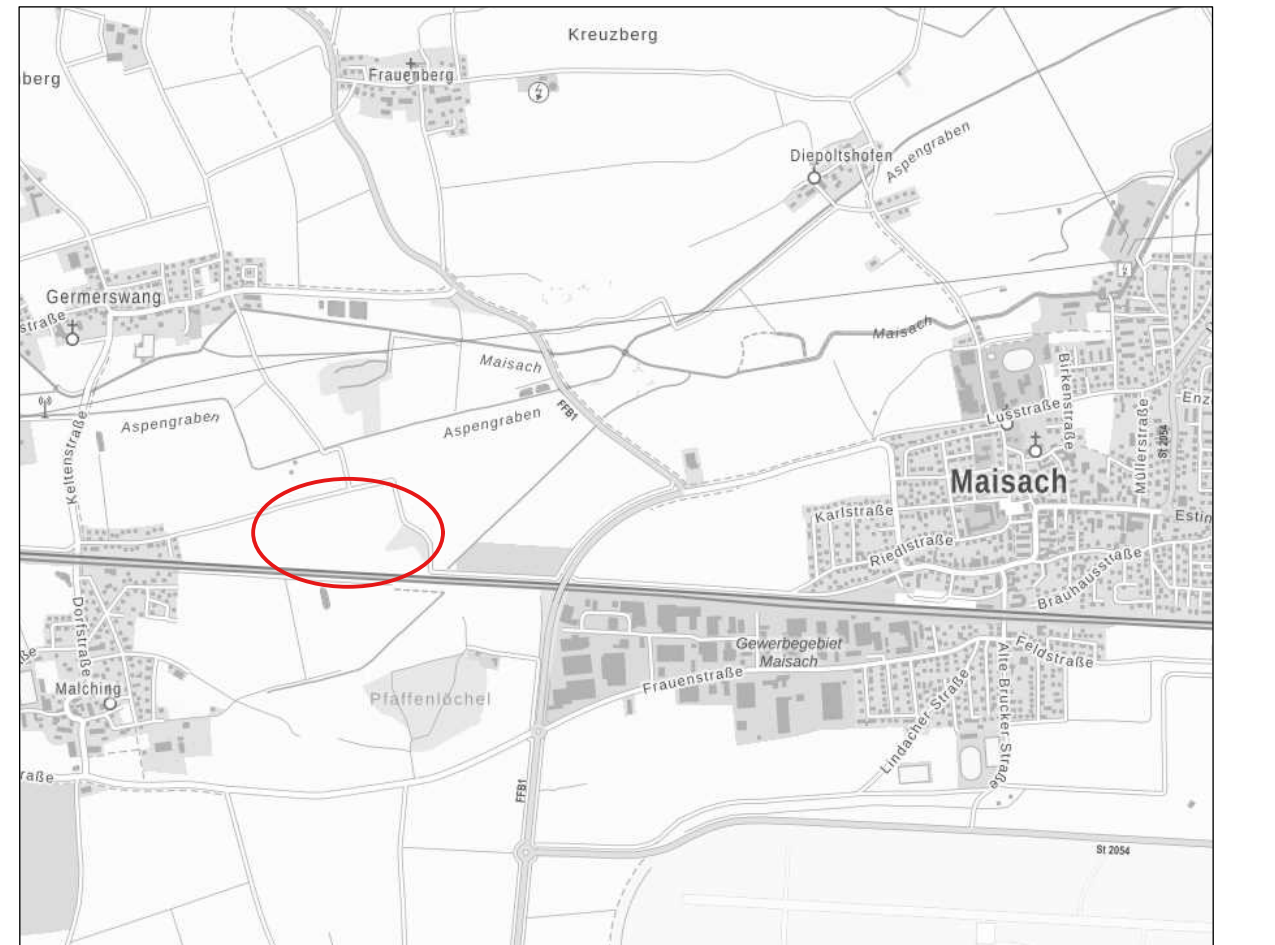 Kreuzberg
berg
Frauenberg
Diepoltshofen
Aspengraben
Germerswang
straße
Maisach
Maisach
Birkenstraße
Enz
Lusstraße
Müllerstraße
St 2054
FFB1
Aspengraben
Aspengraben
Keltenstraße
Maisach
Karlstraße
Estin
Riedlstraße
Brauhausstraße
Dorfstraße
Gewerbegebiet
Maisach
Feldstraße
ße
Frauenstraße
Malching
Pfaffenlöchel
Lindacher Straße
Alte-Brucker-Straße
raße
FFB1
St 2054